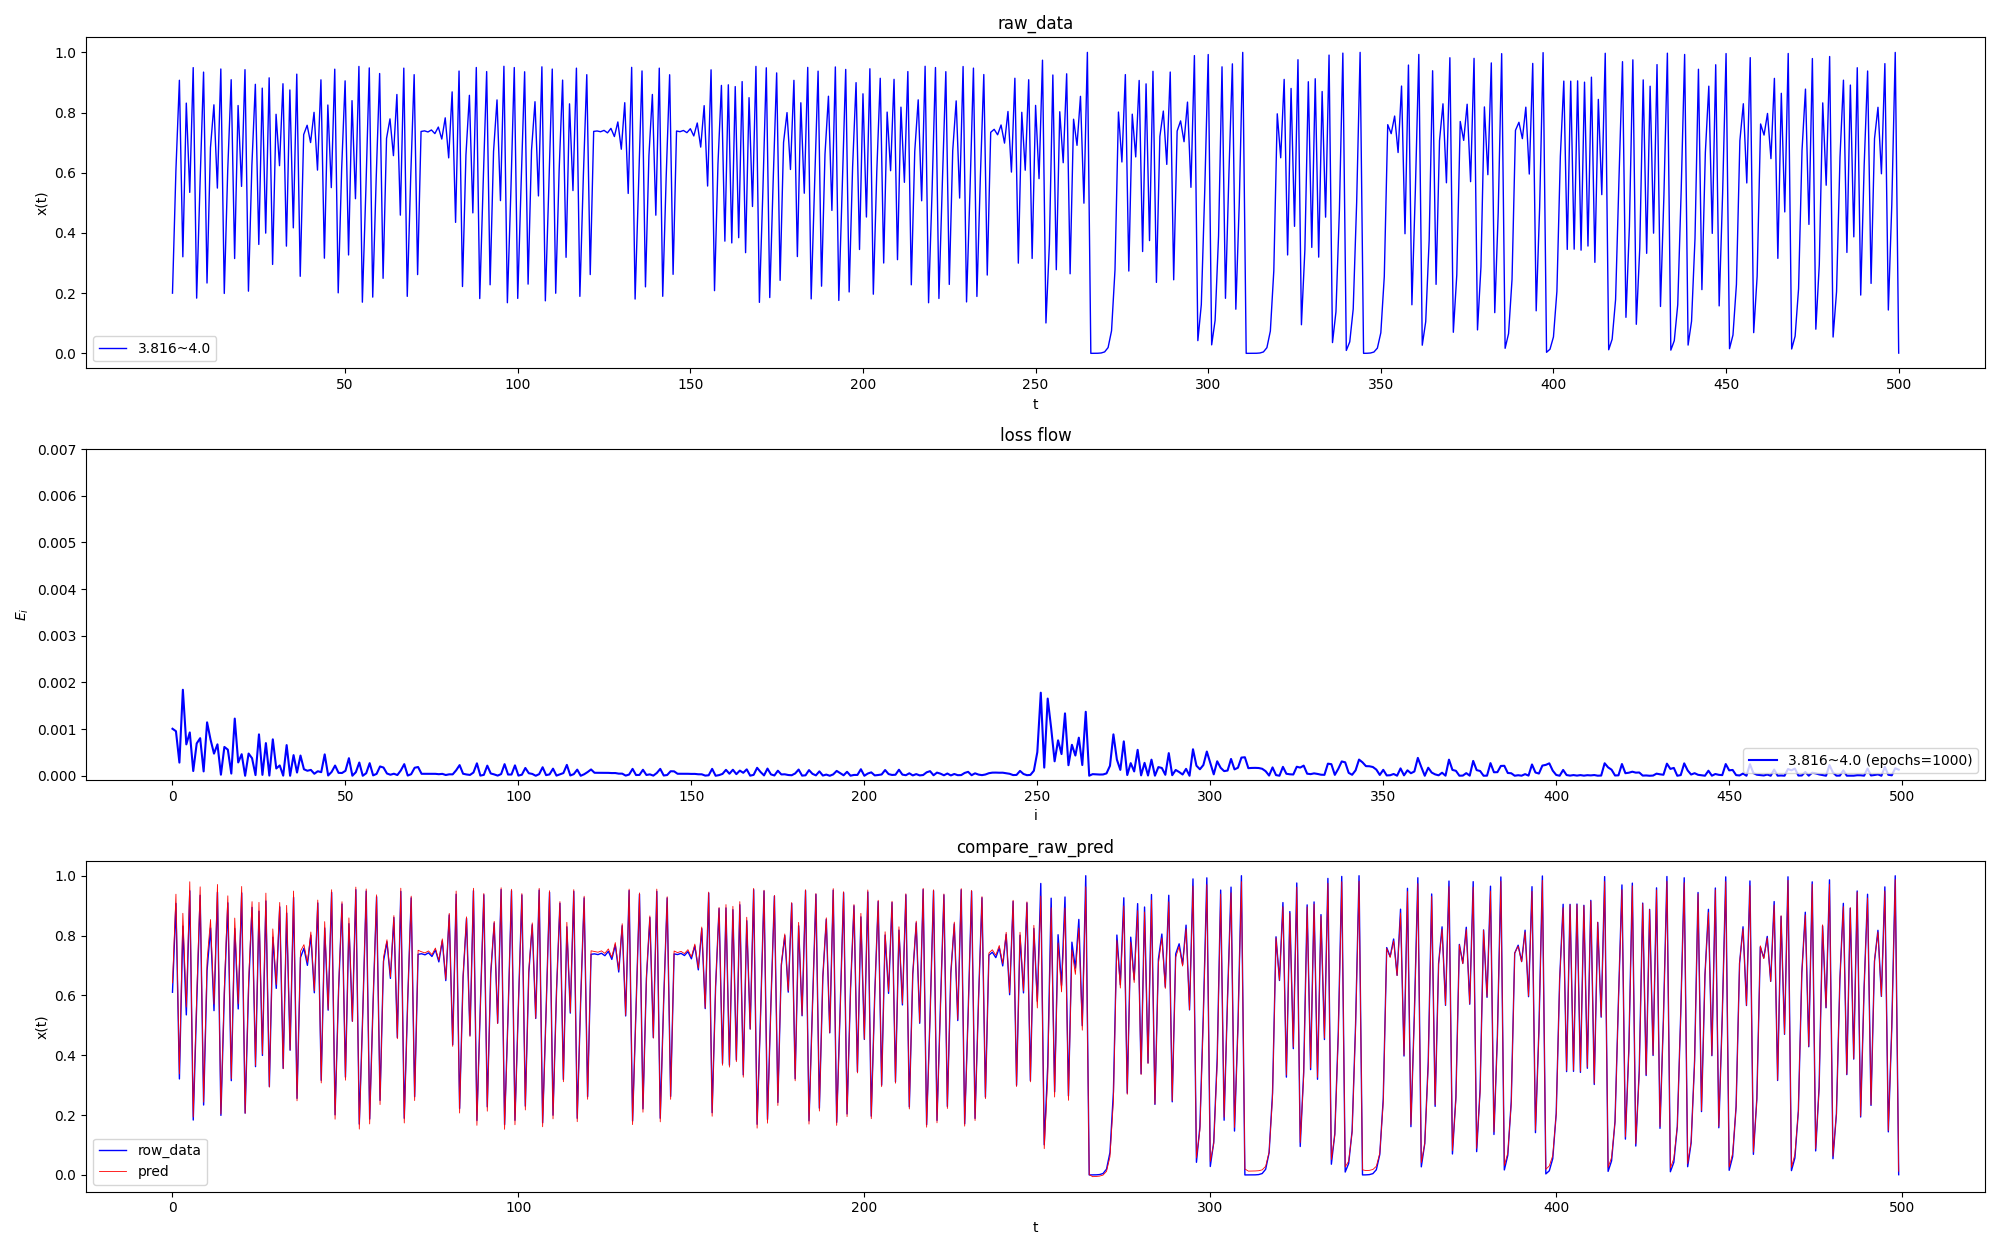 raw_data
1.0
0.8
0.6
0.4
0.2
0.0
x(t)
3.816~4.0
50 100 150 200 250 300 350 400 450 500
t
loss flow
0.007
0.006
0.005
0.004
0.003
0.002
0.001
0.000
E_i
3.816~4.0 (epochs=1000)
0 50 100 150 200 250 300 350 400 450 500
i
compare_raw_pred
1.0
0.8
0.6
0.4
0.2
0.0
x(t)
row_data
pred
0 100 200 300 400 500
t